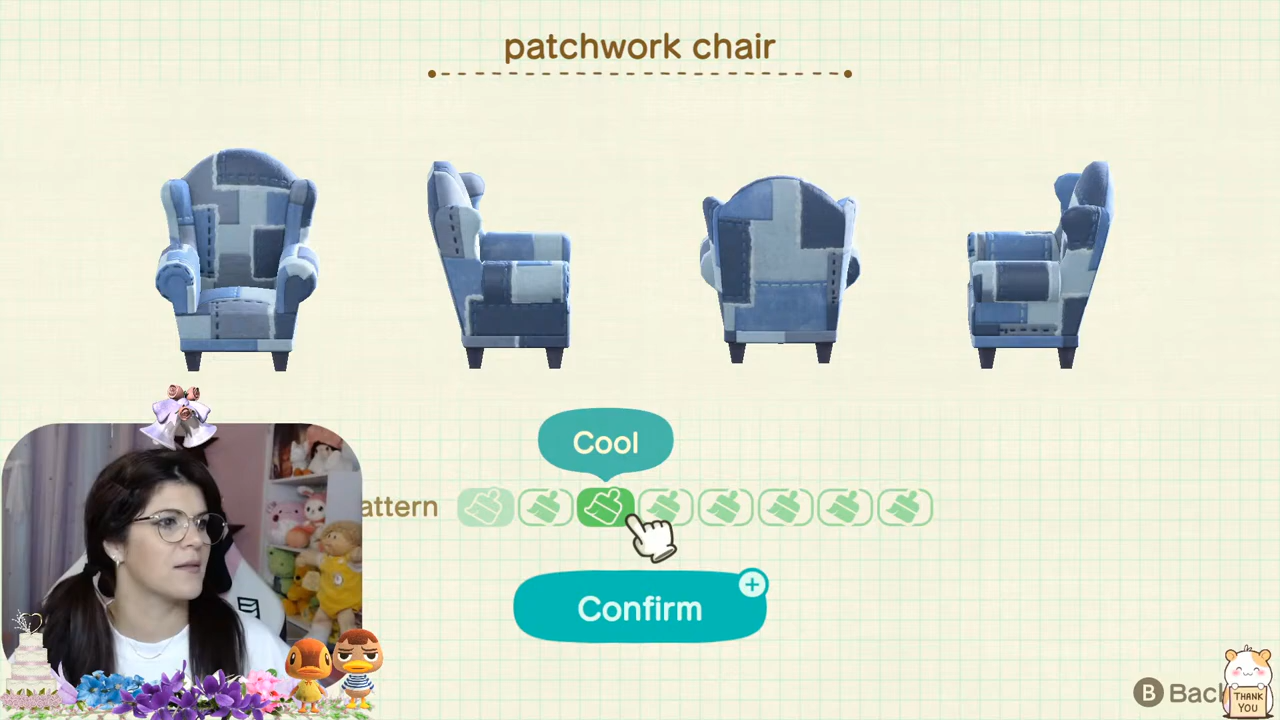 patchwork chair
Cool
attern
Confirm
B Back
THANK
YOU